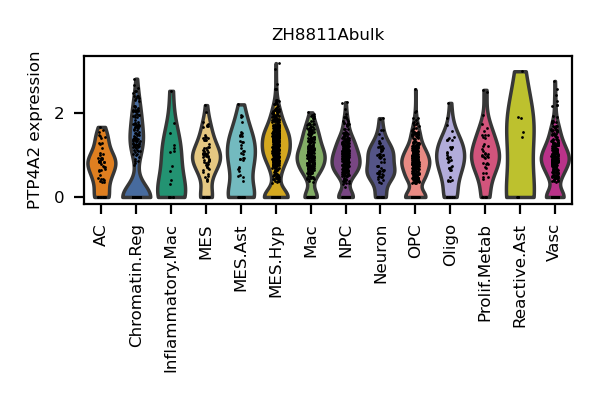 ZH8811Abulk
PTP4A2 expression
2
0
AC
Chromatin.Reg
Inflammatory.Mac
MES
MES.Ast
MES.Hyp
Mac
NPC
Neuron
OPC
Oligo
Prolif.Metab
Reactive.Ast
Vasc